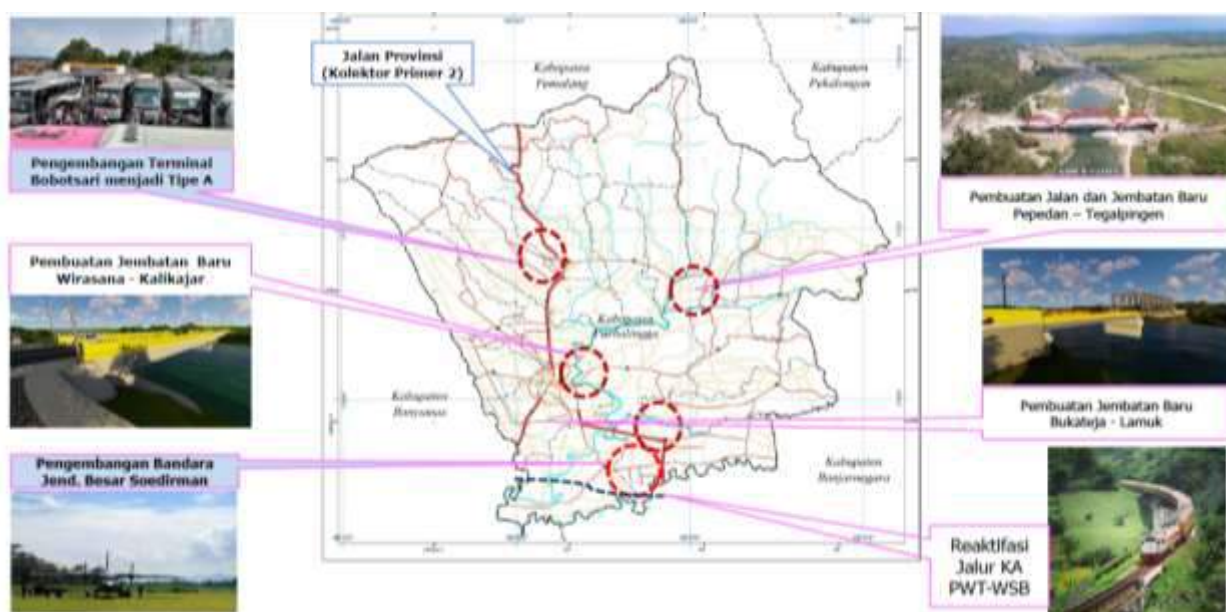 Jalan Provinsi
(Kolektor Primer 2)
Kabupaten
Pemalang
Kabupaten
Pekalongan
Pengembangan Terminal
Bobotsari menjadi Tipe A
Pembuatan Jalan dan Jembatan Baru
Pepedan – Tegalpingen
Pembuatan Jembatan Baru
Wirasana - Kalikajar
Kabupaten
Purbalingga
Kabupaten
Banyumas
Pembuatan Jembatan Baru
Bukateja - Lamuk
Pengembangan Bandara
Jend. Besar Soedirman
Kabupaten
Banjarnegara
Reaktifasi
Jalur KA
PWT-WSB